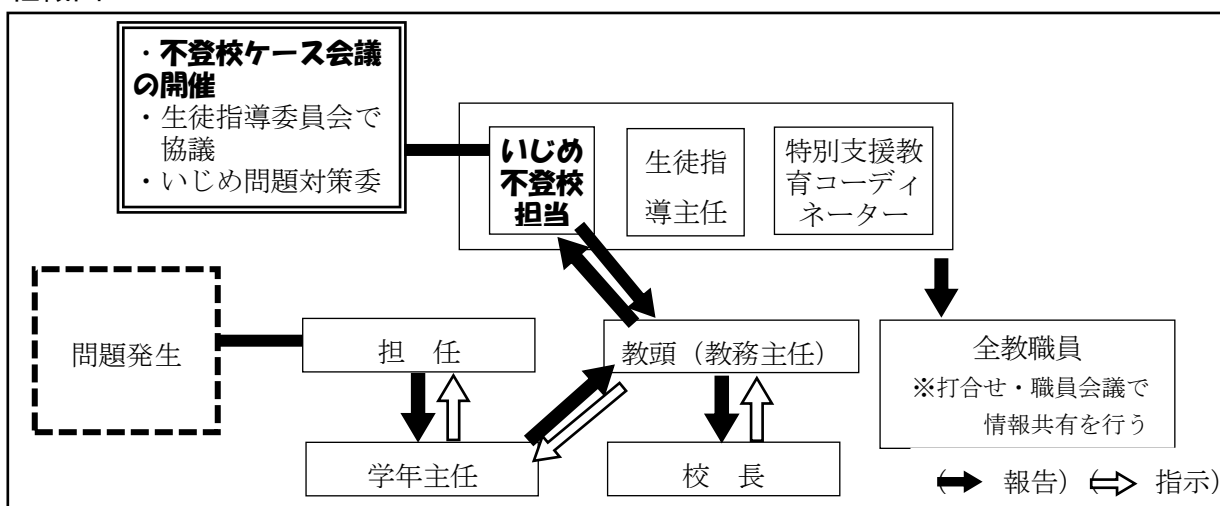 ・不登校ケース会議
の開催
・生徒指導委員会で
協議
・いじめ問題対策委
いじめ
不登校
担当
生徒指
導主任
特別支援教
育コーディ
ネーター
問題発生
担　任
教頭（教務主任）
全教職員
※打合せ・職員会議で
情報共有を行う
学年主任
校　長
(➡ 報告) (⇨ 指示)